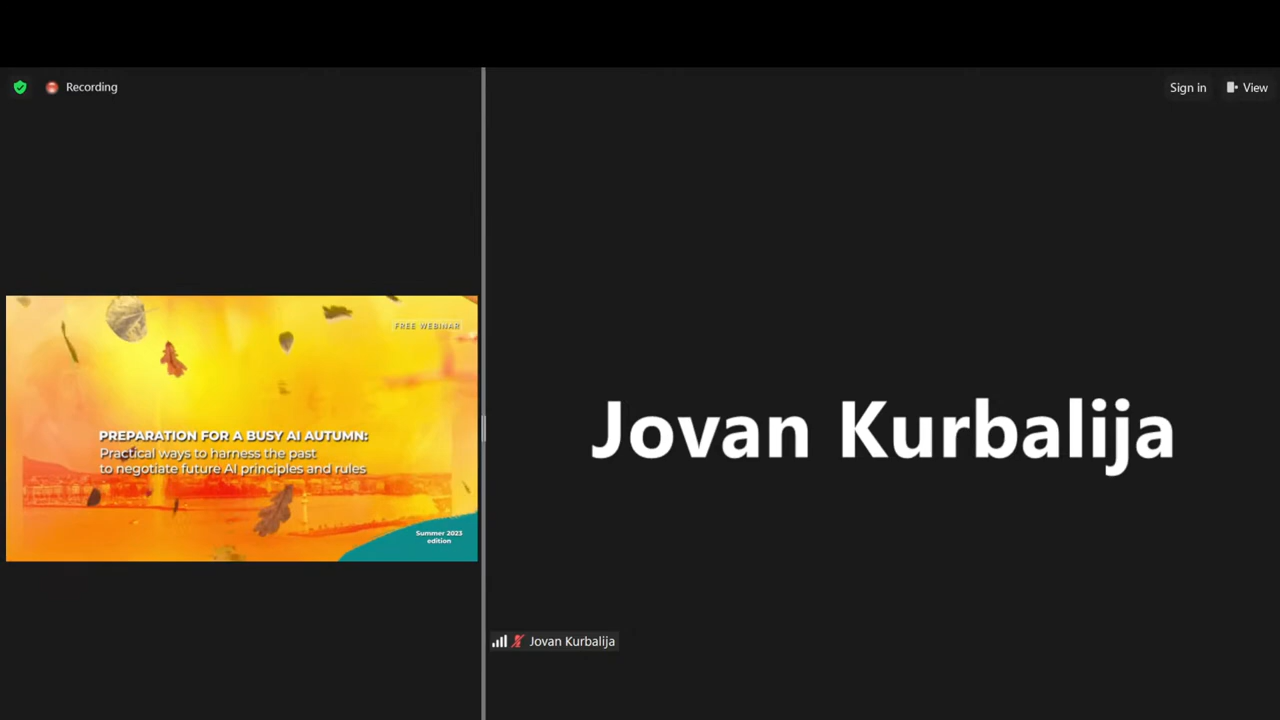 Recording
Sign in
View
FREE WEBINAR
PREPARATION FOR A BUSY AI AUTUMN:
Practical ways to harness the past
to negotiate future AI principles and rules
Summer 2023
edition
Jovan Kurbalija
Jovan Kurbalija